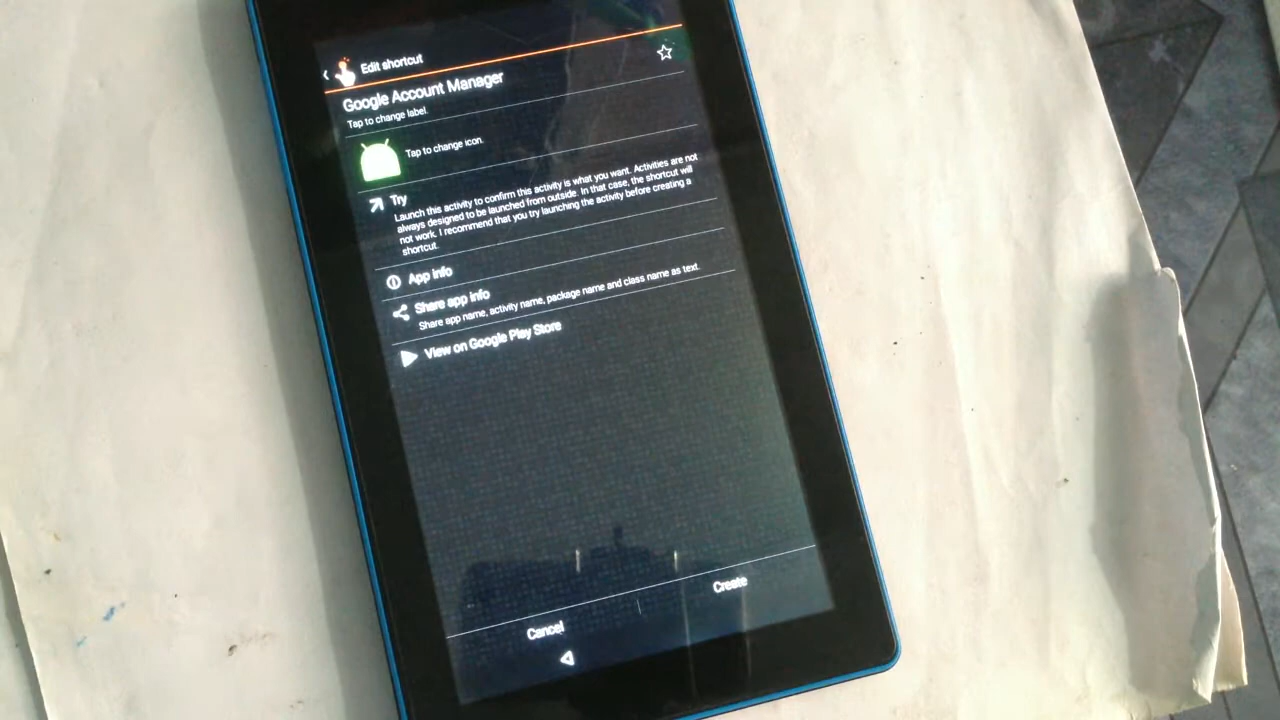 Edit shortcut
Google Account Manager
Tap to change label.
Tap to change icon.
Try
Launch this activity to confirm this activity is what you want. Activities are not
always designed to be launched from outside. In that case, the shortcut will
not work. I recommend that you try launching the activity before creating a
shortcut.
App info
Share app info
Share app name, activity name, package name and class name as text.
View on Google Play Store
Cancel
Create